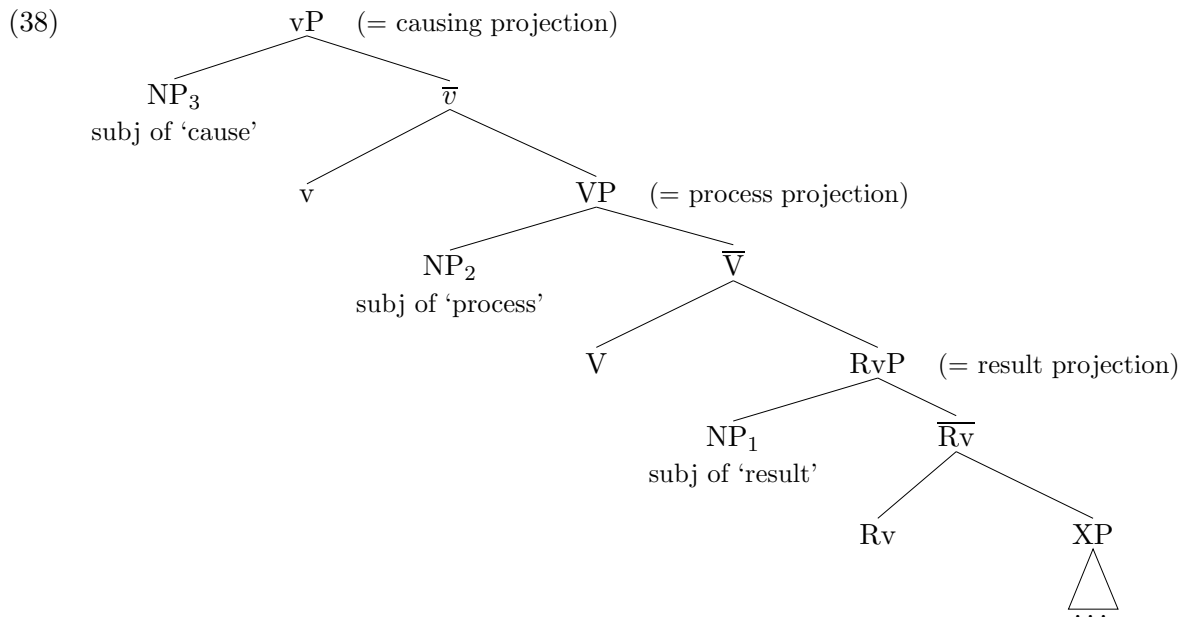 (38) vP (= causing projection)
NP₃ v̅
subj of ‘cause’
v VP (= process projection)
NP₂ V̅
subj of ‘process’
V RvP (= result projection)
NP₁ R̅v̅
subj of ‘result’
Rv XP
...